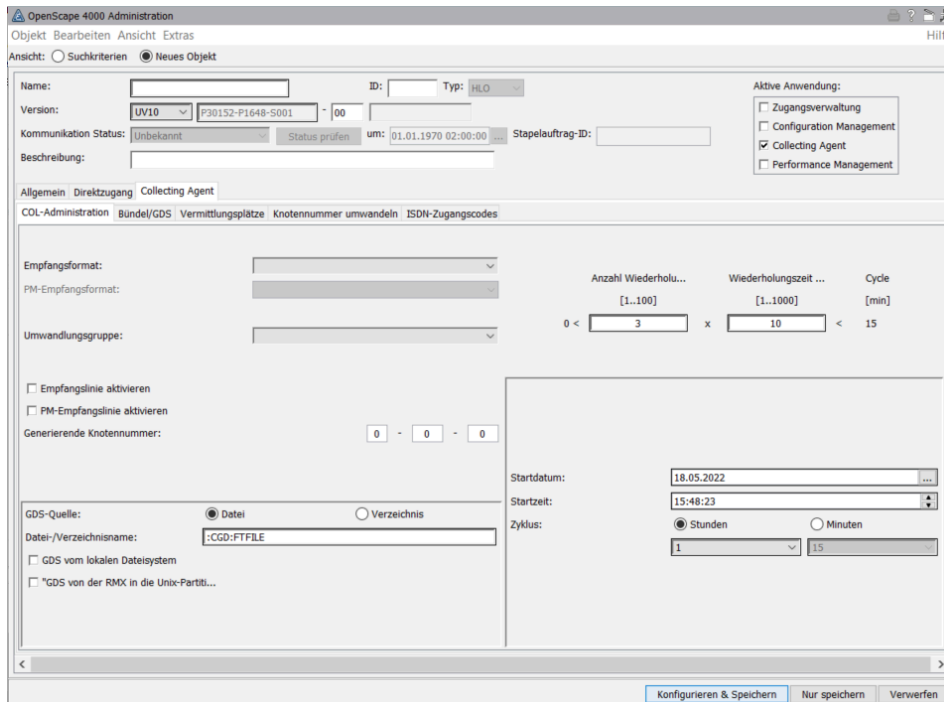 OpenScape 4000 Administration
Objekt Bearbeiten Ansicht Extras Hilf
Ansicht: Suchkriterien Neues Objekt
Name: ID: Typ: HLO Aktive Anwendung:
Version: UV10 P30152-P1648-S001 - 00 Zugangsverwaltung
Configuration Management
Kommunikation Status: Unbekannt Status prüfen um: 01.01.1970 02:00:00 ... Stapelauftrag-ID: Collecting Agent
Beschreibung: Performance Management
Allgemein Direktzugang Collecting Agent
COL-Administration Bündel/GDS Vermittlungsplätze Knotennummer umwandeln ISDN-Zugangscodes
Empfangsformat: Anzahl Wiederholu... Wiederholungszeit ... Cycle
PM-Empfangsformat: [1..100] [1..1000] [min]
Umwandlungsgruppe: 0 < 3 x 10 < 15
Empfangslinie aktivieren
PM-Empfangslinie aktivieren
Generierende Knotennummer: 0 - 0 - 0
Startdatum: 18.05.2022 ...
Startzeit: 15:48:23
GDS-Quelle: Datei Verzeichnis Zyklus: Stunden Minuten
Datei-/Verzeichnisname: :CGD:FTFILE 1 15
GDS vom lokalen Dateisystem
"GDS von der RMX in die Unix-Partiti...
Konfigurieren & Speichern Nur speichern Verwerfen